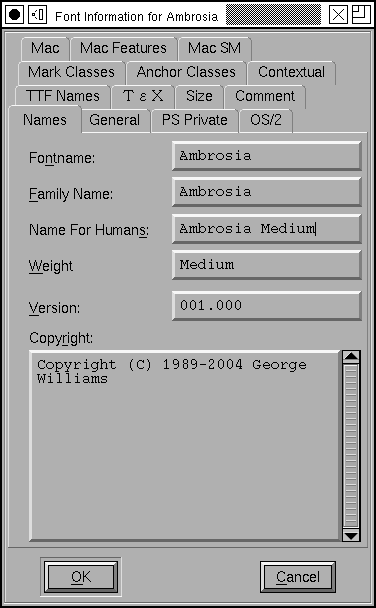 Font Information for Ambrosia
Mac Mac Features Mac SM
Mark Classes Anchor Classes Contextual
TTF Names T ε X Size Comment
Names General PS Private OS/2
Fontname: Ambrosia
Family Name: Ambrosia
Name For Humans: Ambrosia Medium
Weight Medium
Version: 001.000
Copyright:
Copyright (C) 1989-2004 George
Williams
OK Cancel